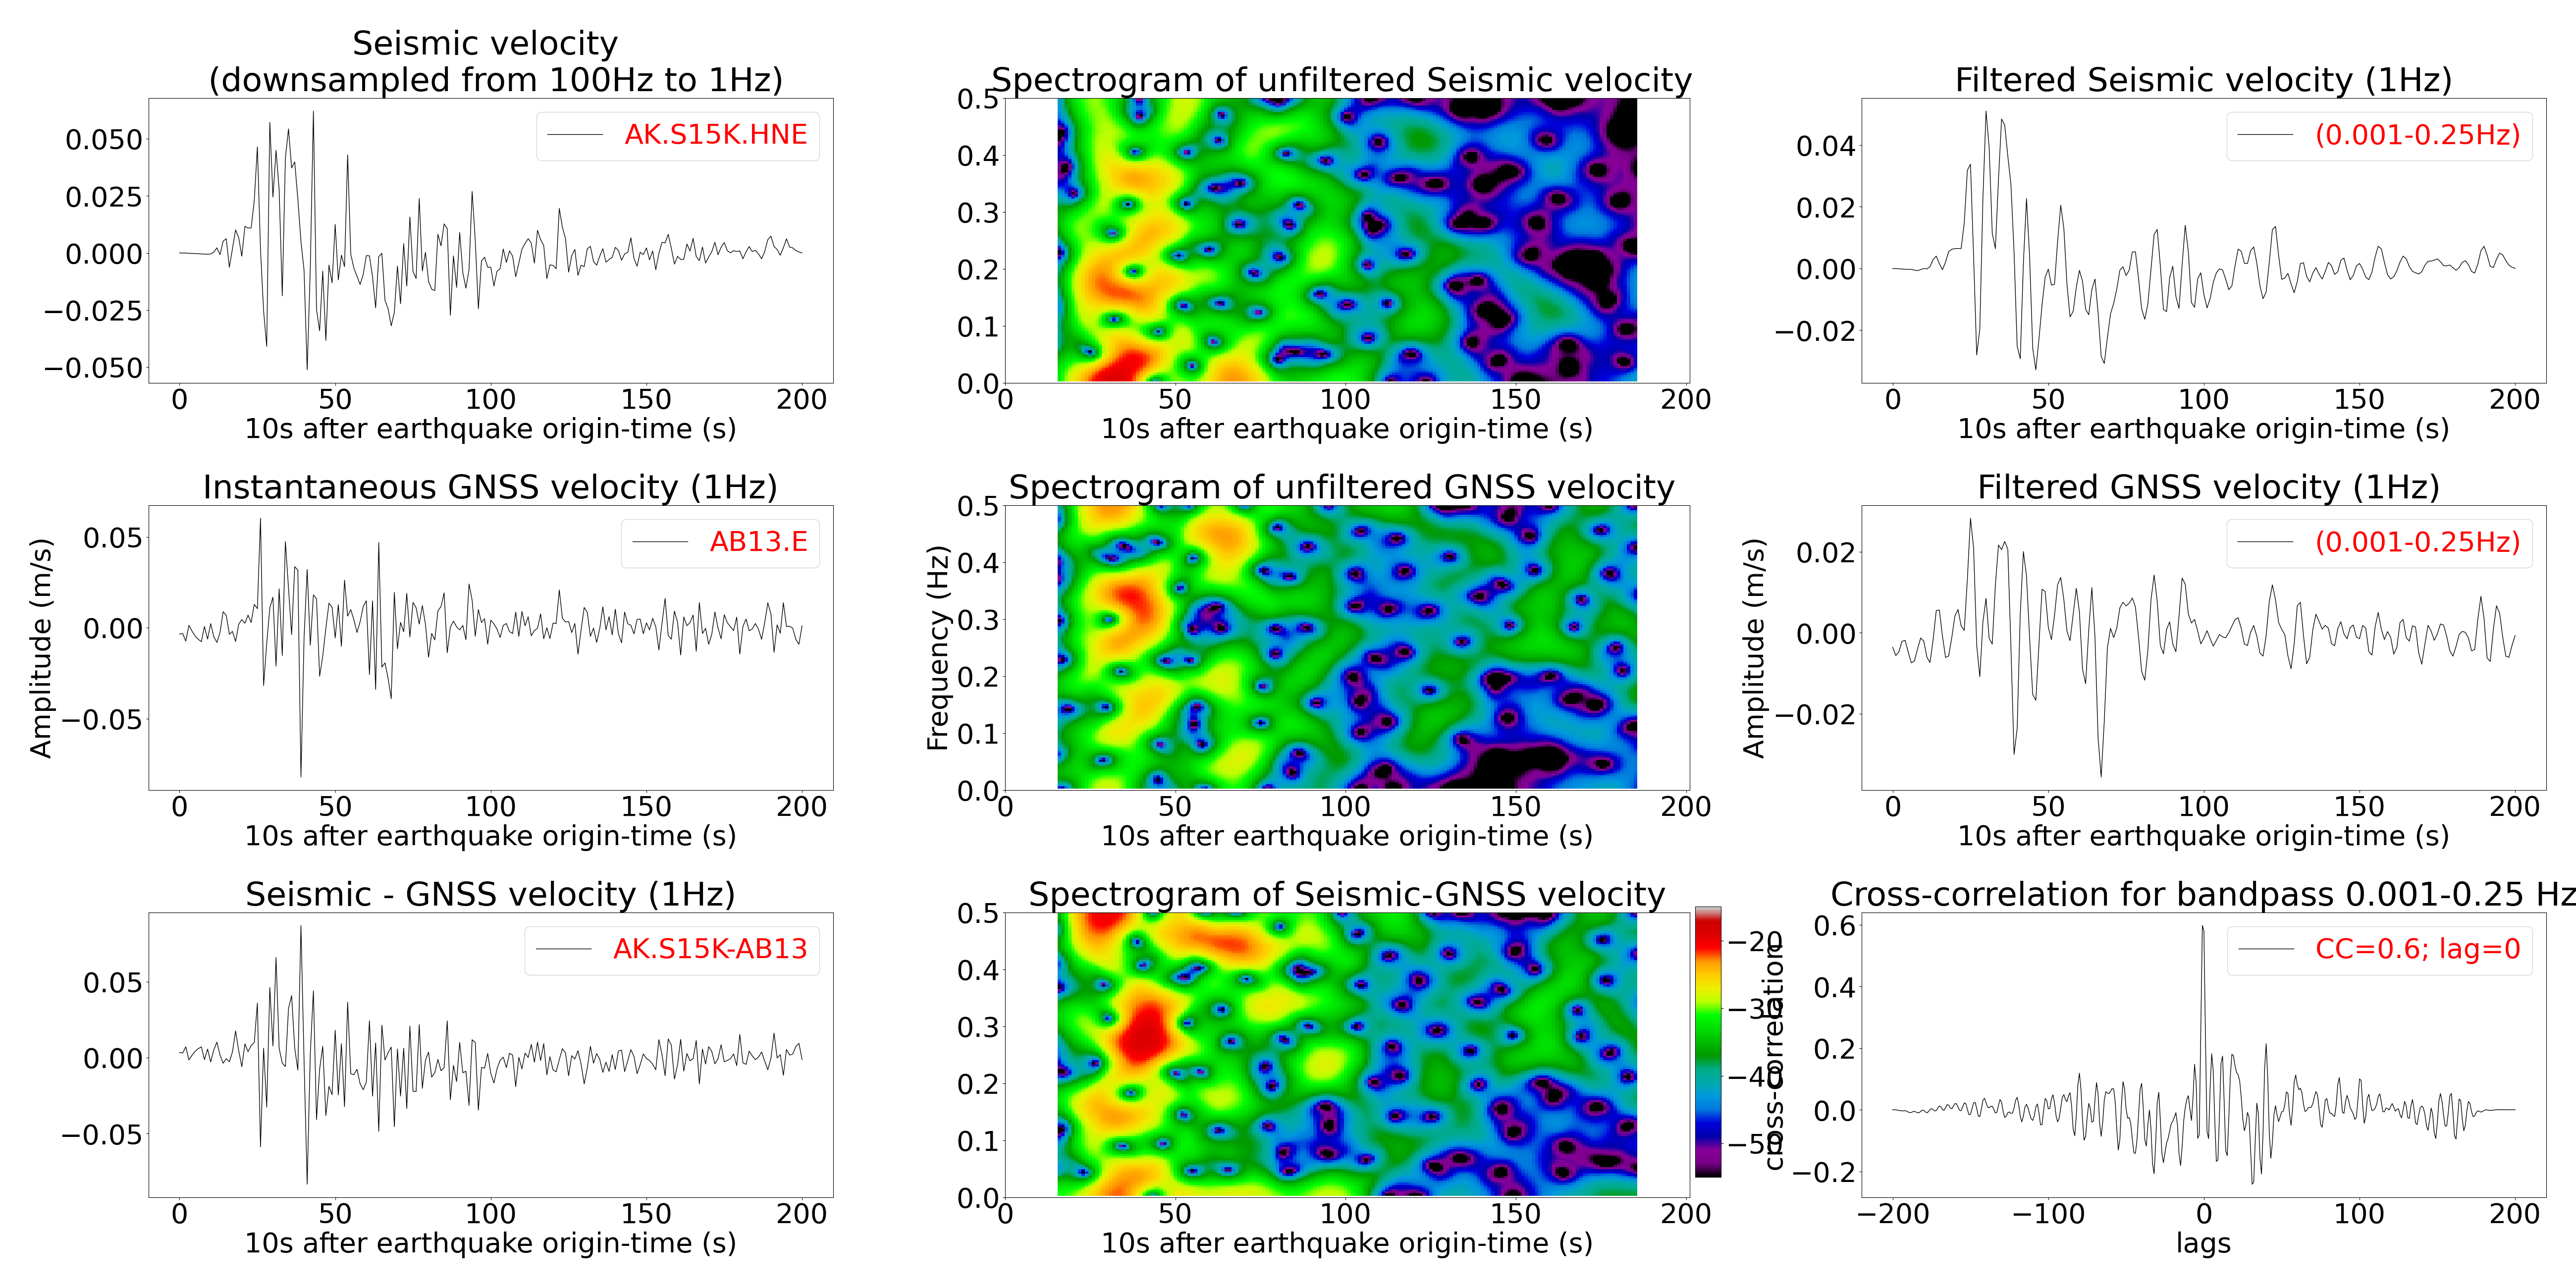 Seismic velocity
(downsampled from 100Hz to 1Hz)
AK.S15K.HNE
0.050
0.025
0.000
−0.025
−0.050
0 50 100 150 200
10s after earthquake origin-time (s)
Spectrogram of unfiltered Seismic velocity
0.5
0.4
0.3
0.2
0.1
0.0
0 50 100 150 200
10s after earthquake origin-time (s)
Filtered Seismic velocity (1Hz)
(0.001-0.25Hz)
0.04
0.02
0.00
−0.02
0 50 100 150 200
10s after earthquake origin-time (s)
Instantaneous GNSS velocity (1Hz)
AB13.E
Amplitude (m/s)
0.05
0.00
−0.05
0 50 100 150 200
10s after earthquake origin-time (s)
Spectrogram of unfiltered GNSS velocity
Frequency (Hz)
0.5
0.4
0.3
0.2
0.1
0.0
0 50 100 150 200
10s after earthquake origin-time (s)
Filtered GNSS velocity (1Hz)
(0.001-0.25Hz)
Amplitude (m/s)
0.02
0.00
−0.02
0 50 100 150 200
10s after earthquake origin-time (s)
Seismic - GNSS velocity (1Hz)
AK.S15K-AB13
0.05
0.00
−0.05
0 50 100 150 200
10s after earthquake origin-time (s)
Spectrogram of Seismic-GNSS velocity
0.5
0.4
0.3
0.2
0.1
0.0
0 50 100 150 200
10s after earthquake origin-time (s)
−20
−30
−40
−50
Cross-correlation for bandpass 0.001-0.25 Hz
CC=0.6; lag=0
cross-correlation
0.6
0.4
0.2
0.0
−0.2
−200 −100 0 100 200
lags